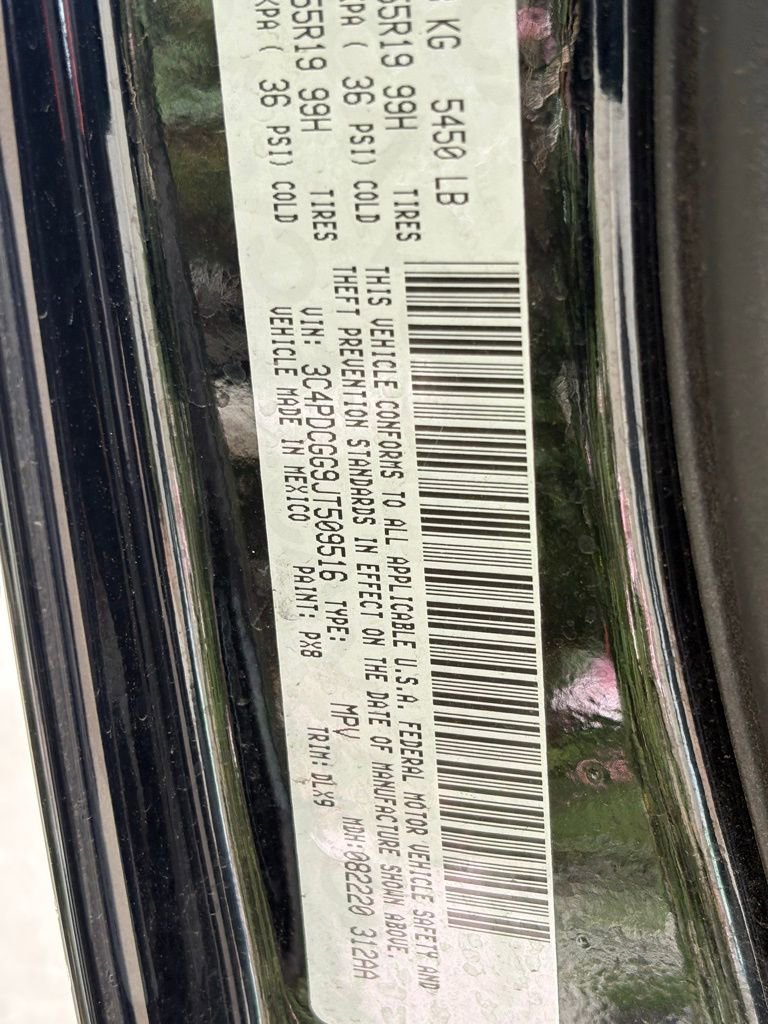 KG 5450 LB
55R19 99H TIRES
KPA ( 36 PSI) COLD
55R19 99H TIRES
KPA ( 36 PSI) COLD
THIS VEHICLE CONFORMS TO ALL APPLICABLE U.S.A. FEDERAL MOTOR VEHICLE SAFETY AND
THEFT PREVENTION STANDARDS IN EFFECT ON THE DATE OF MANUFACTURE SHOWN ABOVE.
VIN: 3C4PDCGG9JT509516 TYPE: MPV MDH:082220 312AA
VEHICLE MADE IN MEXICO PAINT: PX8 TRIM: DLX9